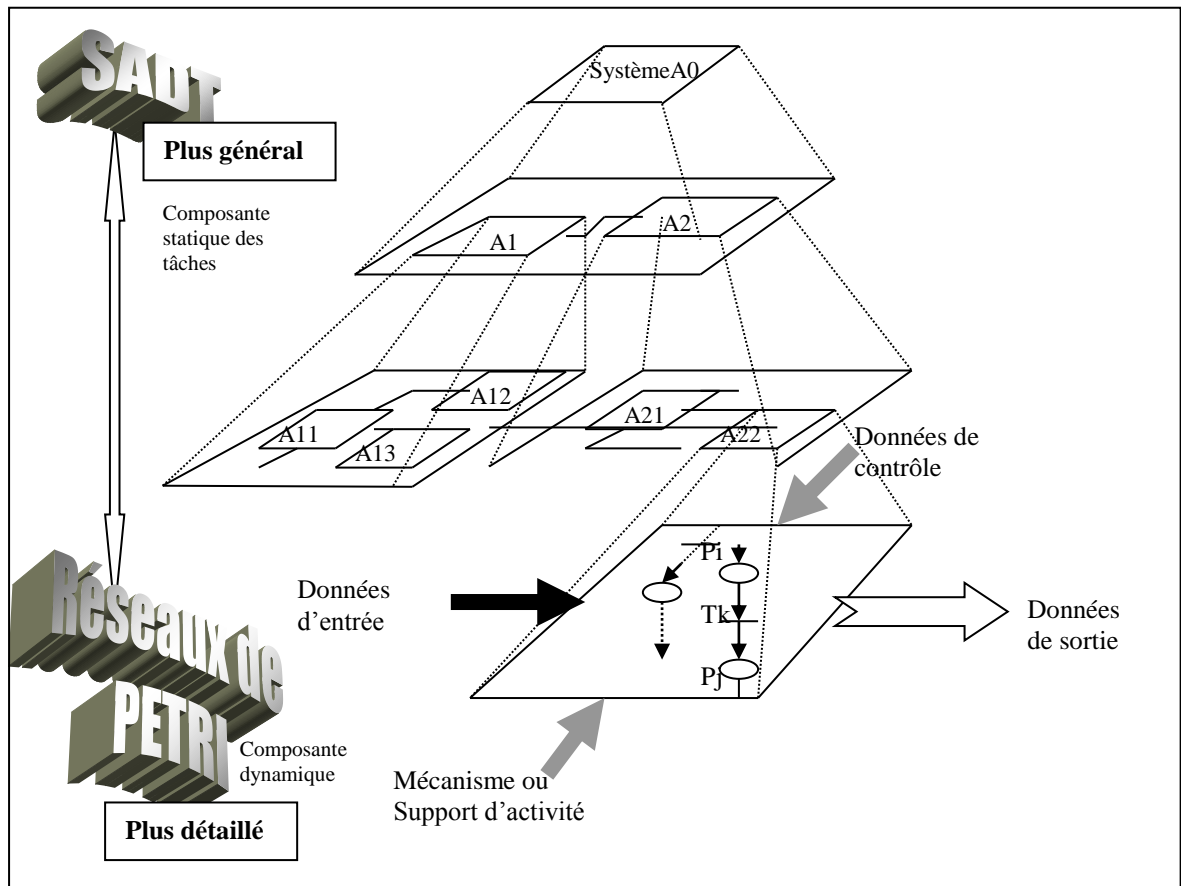 SADT
Plus général
Composante
statique des
tâches
SystèmeA0
A1
A2
A12
A11
A13
A21
A22
Données de
contrôle
Données
d'entrée
Pi
Tk
Pj
Données
de sortie
Réseaux de
PETRI
Composante
dynamique
Plus détaillé
Mécanisme ou
Support d'activité